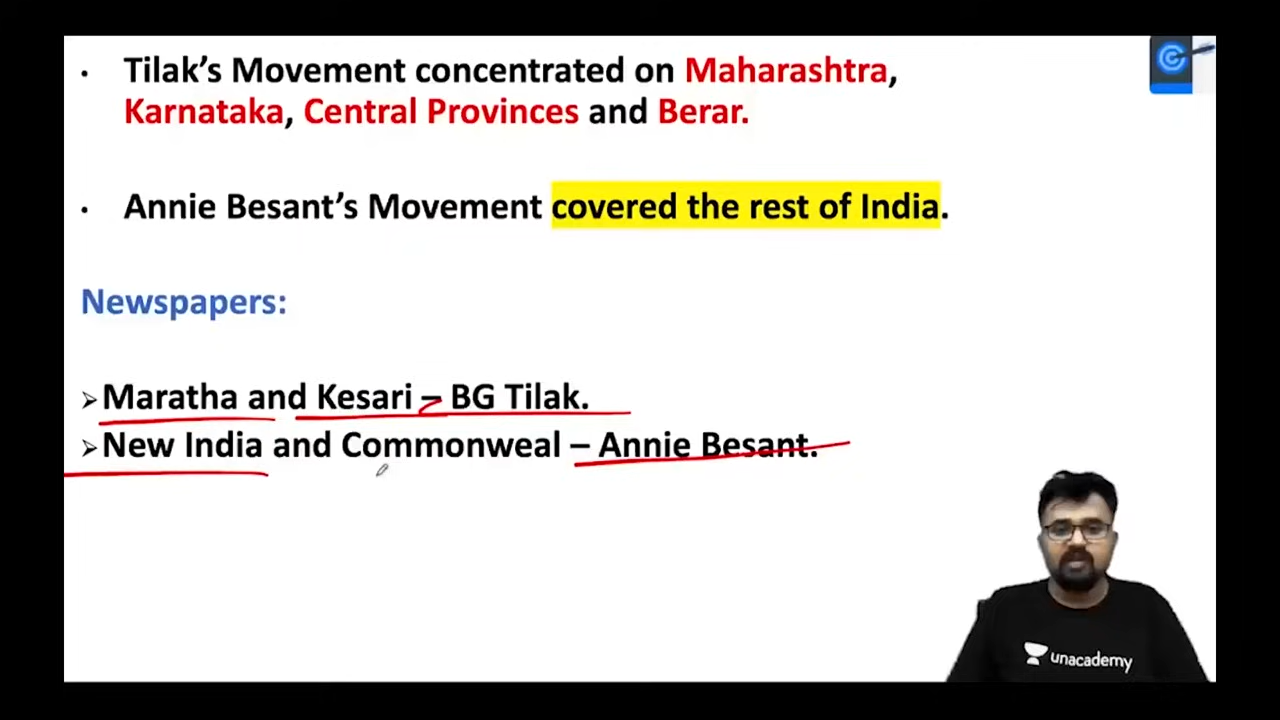 • Tilak’s Movement concentrated on Maharashtra,
Karnataka, Central Provinces and Berar.
• Annie Besant’s Movement covered the rest of India.
Newspapers:
➢ Maratha and Kesari – BG Tilak.
➢ New India and Commonweal – Annie Besant.
unacademy